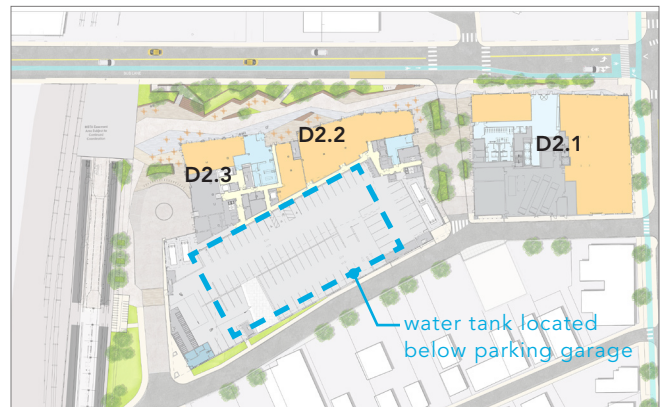 D2.2
D2.1
D2.3
water tank located
below parking garage